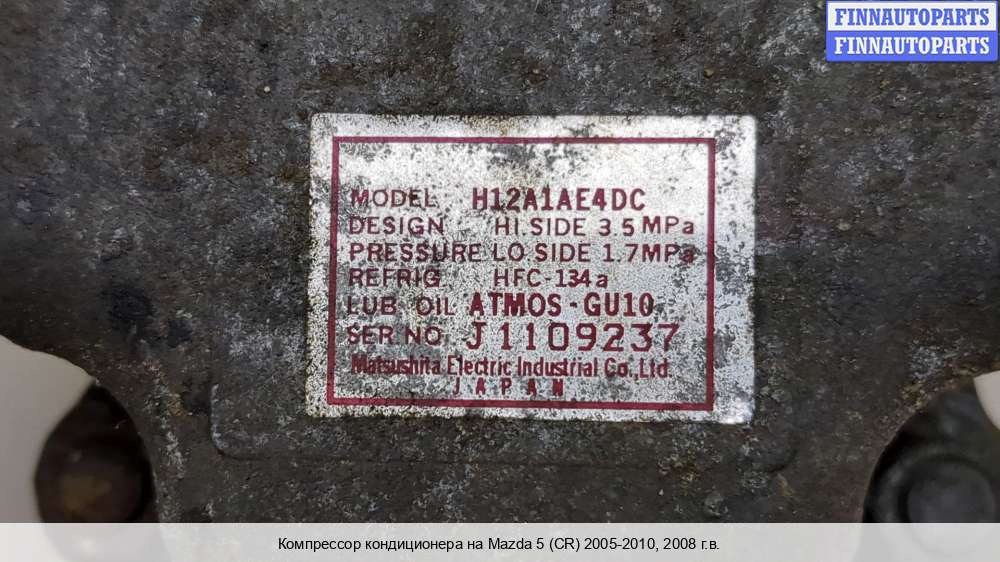 FINNAUTOPARTS
FINNAUTOPARTS
MODEL H12A1AE4DC
DESIGN HI.SIDE 3.5MPa
PRESSURE LO SIDE 1.7MPa
REFRIG. HFC-134a
LUB OIL ATMOS-GU10
SER NO. J1109237
Matsushita Electric Industrial Co.,Ltd.
JAPAN
Компрессор кондиционера на Mazda 5 (CR) 2005-2010, 2008 г.в.